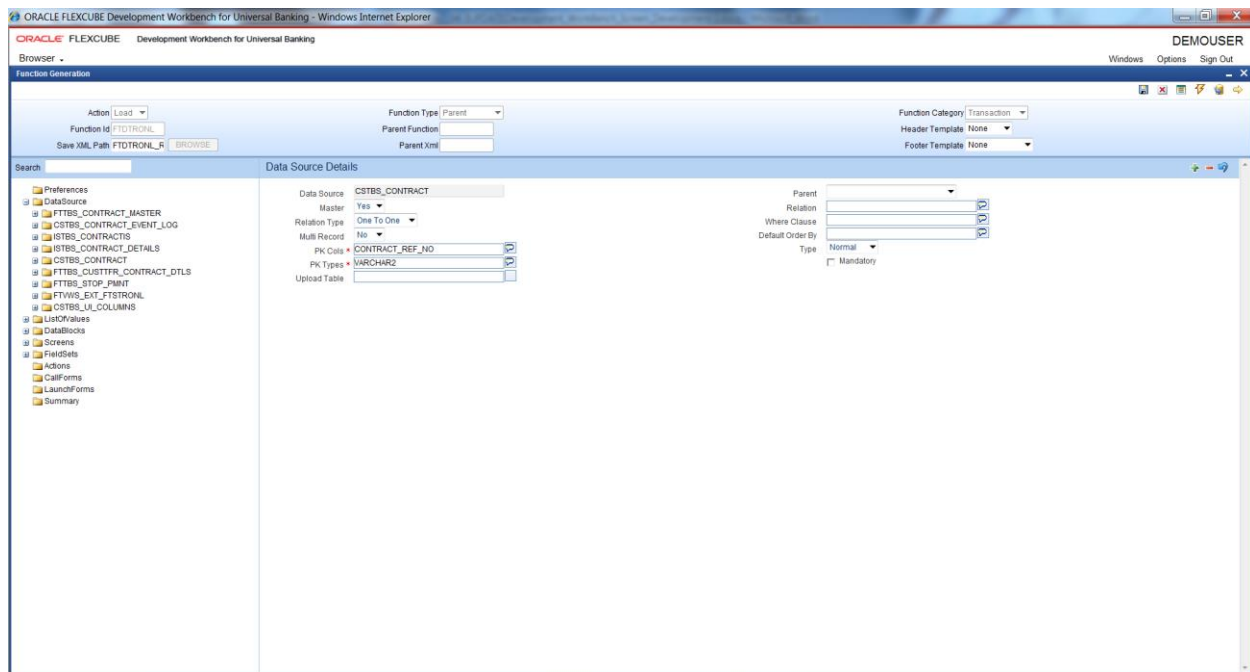 ORACLE FLEXCUBE Development Workbench for Universal Banking - Windows Internet Explorer
ORACLE FLEXCUBE Development Workbench for Universal Banking DEMOUSER
Browser Windows Options Sign Out
Function Generation
Action Load Function Type Parent Function Category Transaction
Function Id FTDTRONL Parent Function Header Template None
Save XML Path FTDTRONL_R BROWSE Parent Xml Footer Template None
Search Data Source Details
Preferences
DataSource
FTTBS_CONTRACT_MASTER
CSTBS_CONTRACT_EVENT_LOG
ISTBS_CONTRACTIS
ISTBS_CONTRACT_DETAILS
CSTBS_CONTRACT
FTTBS_CUSTTFR_CONTRACT_DTLS
FTTBS_STOP_PMNT
FTVWS_EXT_FTSTRONL
CSTBS_UI_COLUMNS
ListOfValues
DataBlocks
Screens
FieldSets
Actions
CallForms
LaunchForms
Summary
Data Source CSTBS_CONTRACT Parent
Master Yes Relation
Relation Type One To One Where Clause
Multi Record No Default Order By
PK Cols * CONTRACT_REF_NO Type Normal
PK Types * VARCHAR2 Mandatory
Upload Table